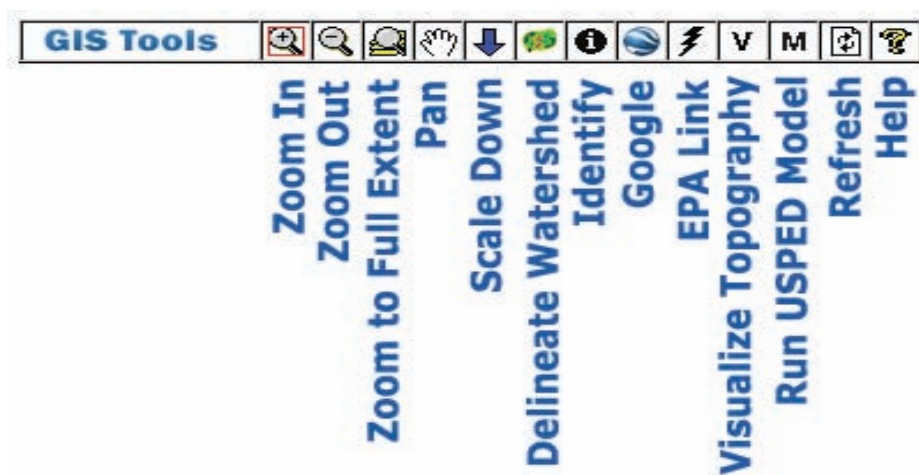 GIS Tools
V
M
Zoom In
Zoom Out
Zoom to Full Extent
Pan
Scale Down
Delineate Watershed
Identify
Google
EPA Link
Visualize Topography
Run USPED Model
Refresh
Help